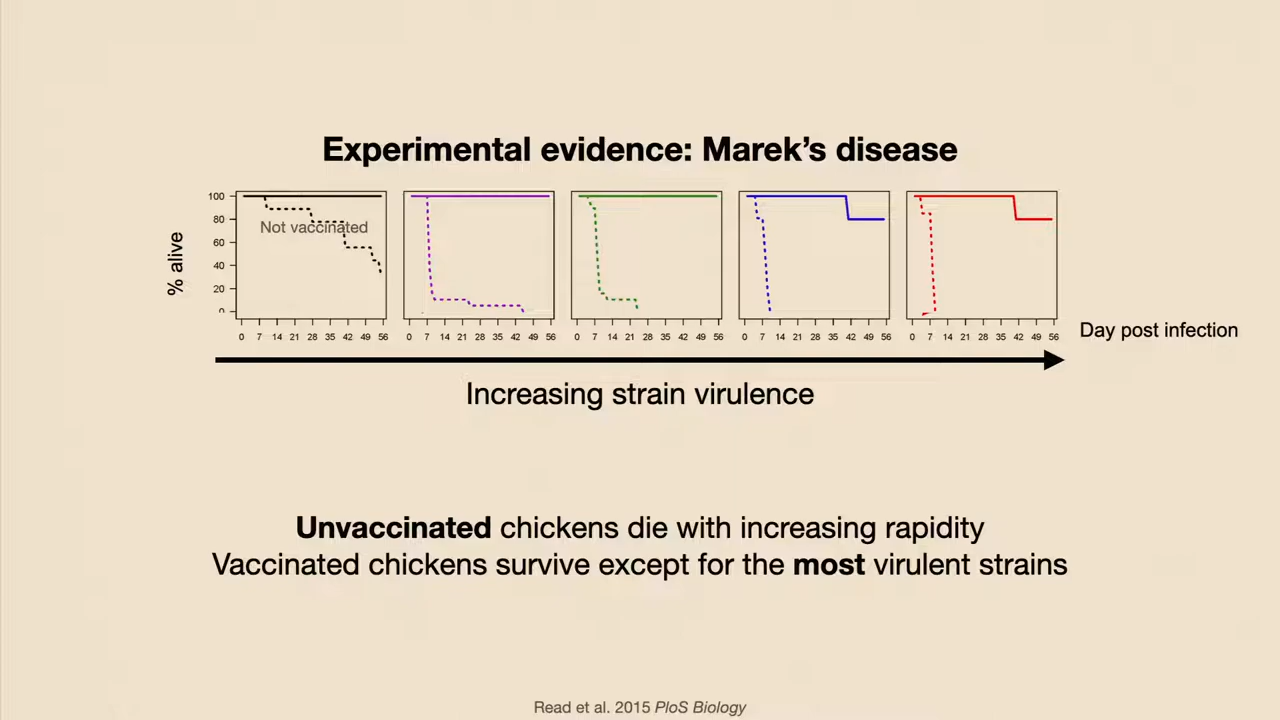 Experimental evidence: Marek's disease
100
80
60
40
20
0
% alive
Not vaccinated
0 7 14 21 28 35 42 49 56
0 7 14 21 28 35 42 49 56
0 7 14 21 28 35 42 49 56
0 7 14 21 28 35 42 49 56
0 7 14 21 28 35 42 49 56
Day post infection
Increasing strain virulence
Unvaccinated chickens die with increasing rapidity
Vaccinated chickens survive except for the most virulent strains
Read et al. 2015 PloS Biology